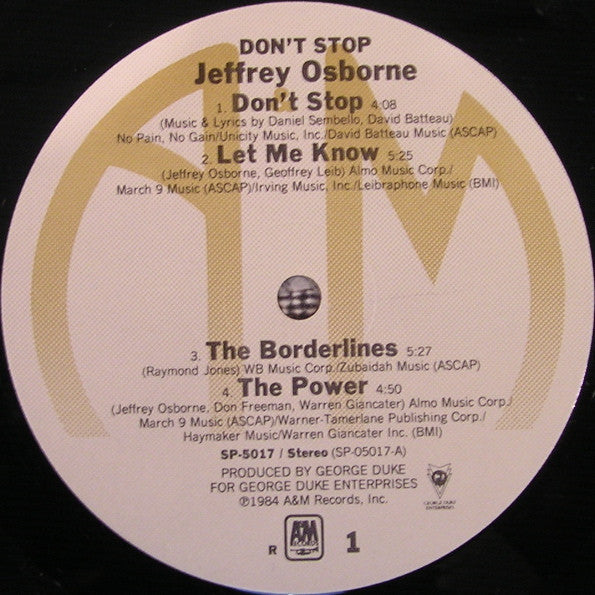 DON'T STOP
Jeffrey Osborne
1. Don't Stop 4:08
(Music & Lyrics by Daniel Sembello, David Batteau)
No Pain, No Gain/Unicity Music, Inc./David Batteau Music (ASCAP)
2. Let Me Know 5:25
(Jeffrey Osborne, Geoffrey Leib) Almo Music Corp./
March 9 Music (ASCAP)/Irving Music, Inc./Leibraphone Music (BMI)
3. The Borderlines 5:27
(Raymond Jones) WB Music Corp./Zubaidah Music (ASCAP)
4. The Power 4:50
(Jeffrey Osborne, Don Freeman, Warren Giancater) Almo Music Corp./
March 9 Music (ASCAP)/Warner-Tamerlane Publishing Corp./
Haymaker Music/Warren Giancater Inc. (BMI)
SP-5017 / Stereo (SP-05017-A)
PRODUCED BY GEORGE DUKE
FOR GEORGE DUKE ENTERPRISES
℗1984 A&M Records, Inc.
GEORGE DUKE
ENTERPRISES
R A&M RECORDS 1